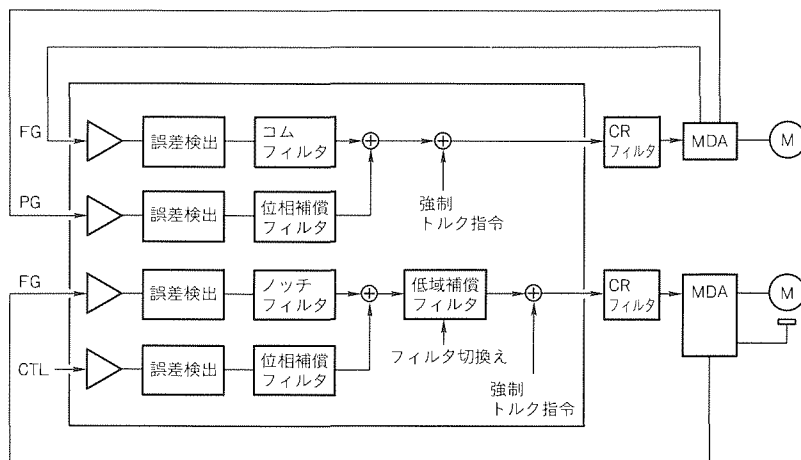 FG
誤差検出
コム
フィルタ
CR
フィルタ
MDA
M
PG
誤差検出
位相補償
フィルタ
強制
トルク指令
FG
誤差検出
ノッチ
フィルタ
低域補償
フィルタ
CR
フィルタ
MDA
M
フィルタ切換え
CTL
誤差検出
位相補償
フィルタ
強制
トルク指令